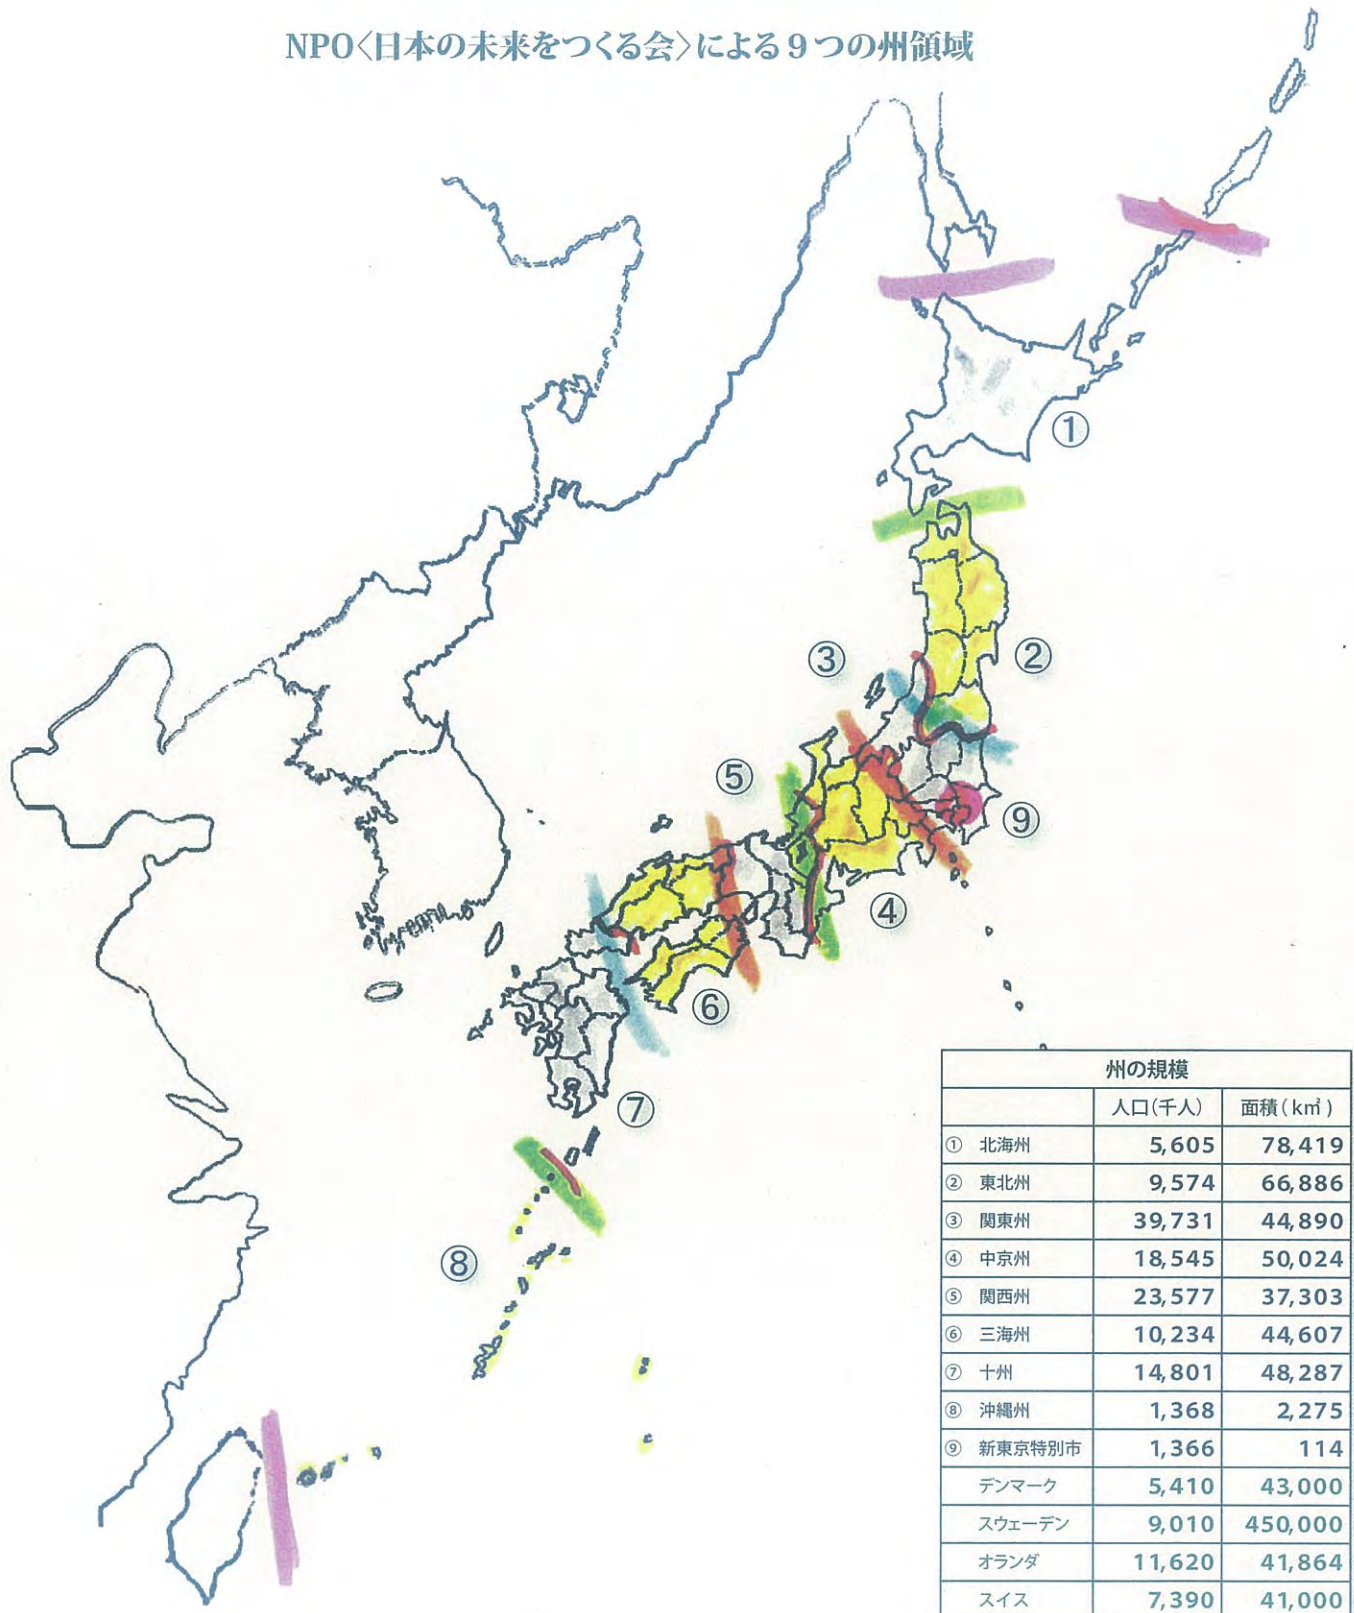 NPO〈日本の未来をつくる会〉による9つの州領域
①
②
③
⑤
⑨
④
⑥
⑦
⑧
州の規模
人口(千人) 面積(k㎡)
① 北海州 5,605 78,419
② 東北州 9,574 66,886
③ 関東州 39,731 44,890
④ 中京州 18,545 50,024
⑤ 関西州 23,577 37,303
⑥ 三海州 10,234 44,607
⑦ 十州 14,801 48,287
⑧ 沖縄州 1,368 2,275
⑨ 新東京特別市 1,366 114
デンマーク 5,410 43,000
スウェーデン 9,010 450,000
オランダ 11,620 41,864
スイス 7,390 41,000